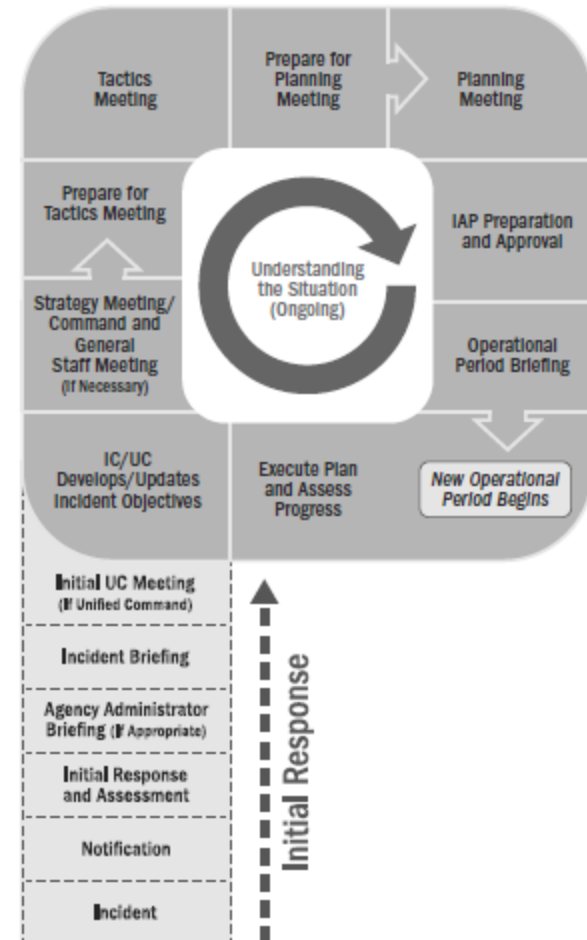 Tactics
Meeting
Prepare for
Planning
Meeting
Planning
Meeting
Prepare for
Tactics Meeting
IAP Preparation
and Approval
Understanding
the Situation
(Ongoing)
Strategy Meeting/
Command and
General
Staff Meeting
(If Necessary)
Operational
Period Briefing
IC/UC
Develops/Updates
Incident Objectives
Execute Plan
and Assess
Progress
New Operational
Period Begins
Initial UC Meeting
(If Unified Command)
Incident Briefing
Agency Administrator
Briefing (If Appropriate)
Initial Response
and Assessment
Notification
Incident
Initial Response